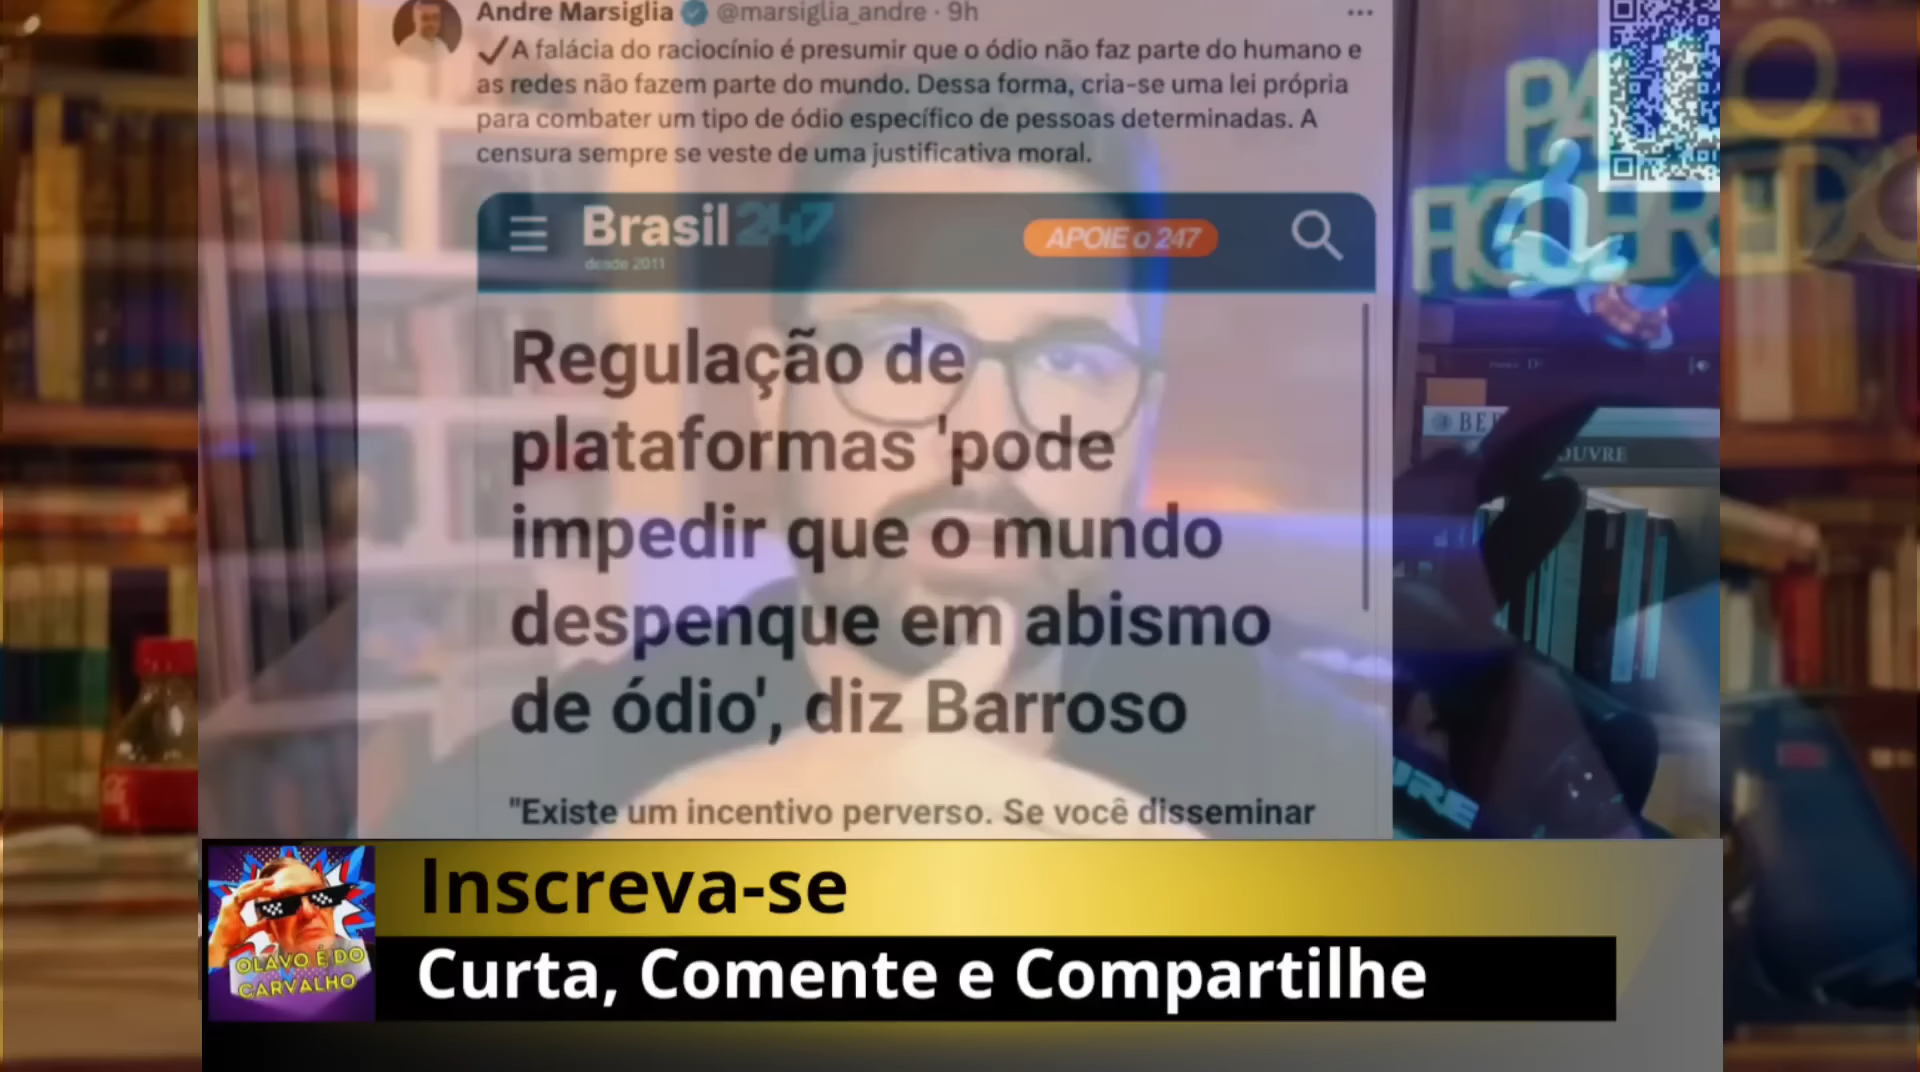 Andre Marsiglia @marsiglia_andre · 9h
✓A falácia do raciocínio é presumir que o ódio não faz parte do humano e
as redes não fazem parte do mundo. Dessa forma, cria-se uma lei própria
para combater um tipo de ódio específico de pessoas determinadas. A
censura sempre se veste de uma justificativa moral.
Brasil 247
desde 2011
APOIE o 247
Regulação de
plataformas 'pode
impedir que o mundo
despenque em abismo
de ódio', diz Barroso
"Existe um incentivo perverso. Se você disseminar
OUVRE
Inscreva-se
Curta, Comente e Compartilhe
OLAVO É DO
CARVALHO